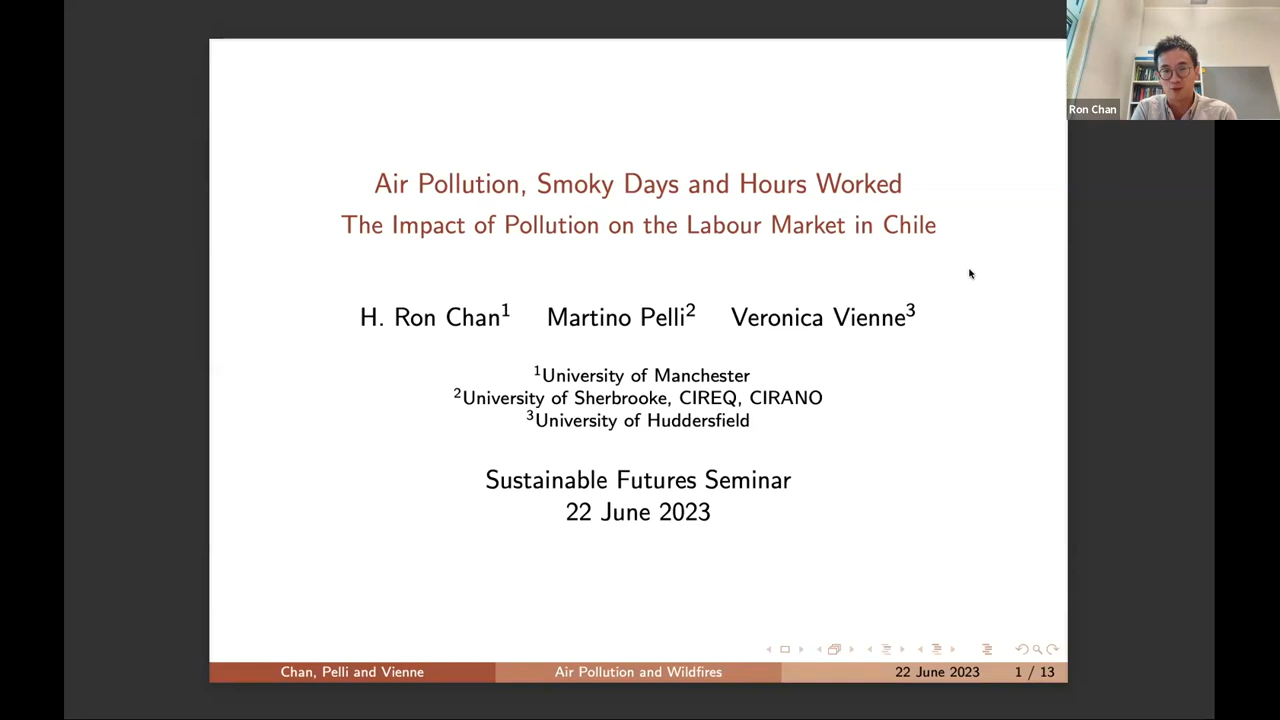 Ron Chan
Air Pollution, Smoky Days and Hours Worked
The Impact of Pollution on the Labour Market in Chile
H. Ron Chan¹ Martino Pelli² Veronica Vienne³
¹University of Manchester
²University of Sherbrooke, CIREQ, CIRANO
³University of Huddersfield
Sustainable Futures Seminar
22 June 2023
Chan, Pelli and Vienne Air Pollution and Wildfires 22 June 2023 1 / 13